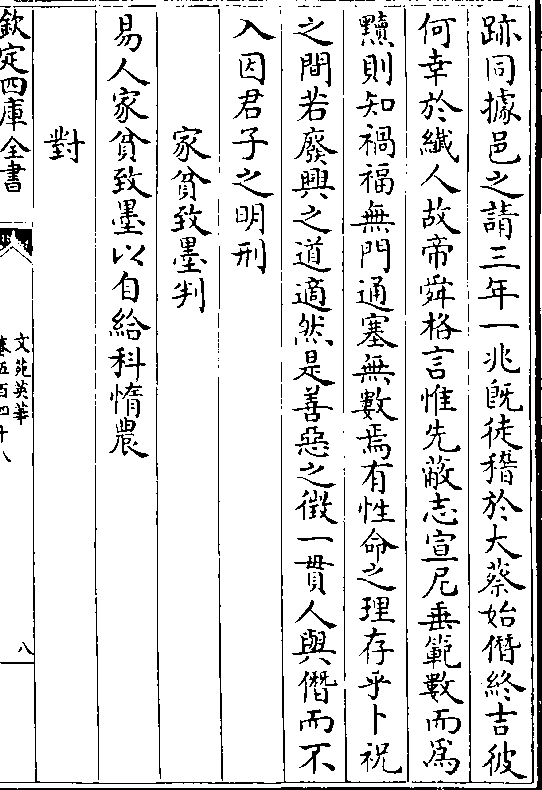 跡同據邑之請三年一兆既徒稽於大蔡始僭終吉彼
何幸於纎人故帝舜格言惟先蔽志宣尼垂範數而爲
黷則知禍福無門通塞無數焉有性命之理存乎卜祝
之間若廢興之道適然是善惡之徴一貫人與僭而不
入因君子之明刑
家貧致墨判
易人家貧致墨以自給科惰農
對
欽定四庫全書
文苑英華
卷五百四十八
八